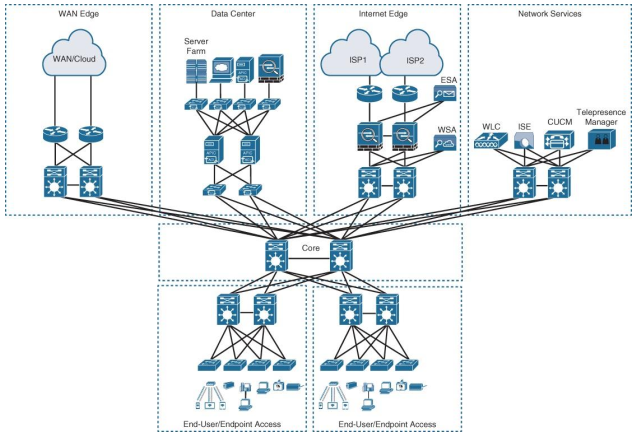 WAN Edge
Data Center
Internet Edge
Network Services
WAN/Cloud
Server
Farm
ISP1
ISP2
ESA
WSA
WLC
ISE
CUCM
Telepresence
Manager
Core
End-User/Endpoint Access
End-User/Endpoint Access